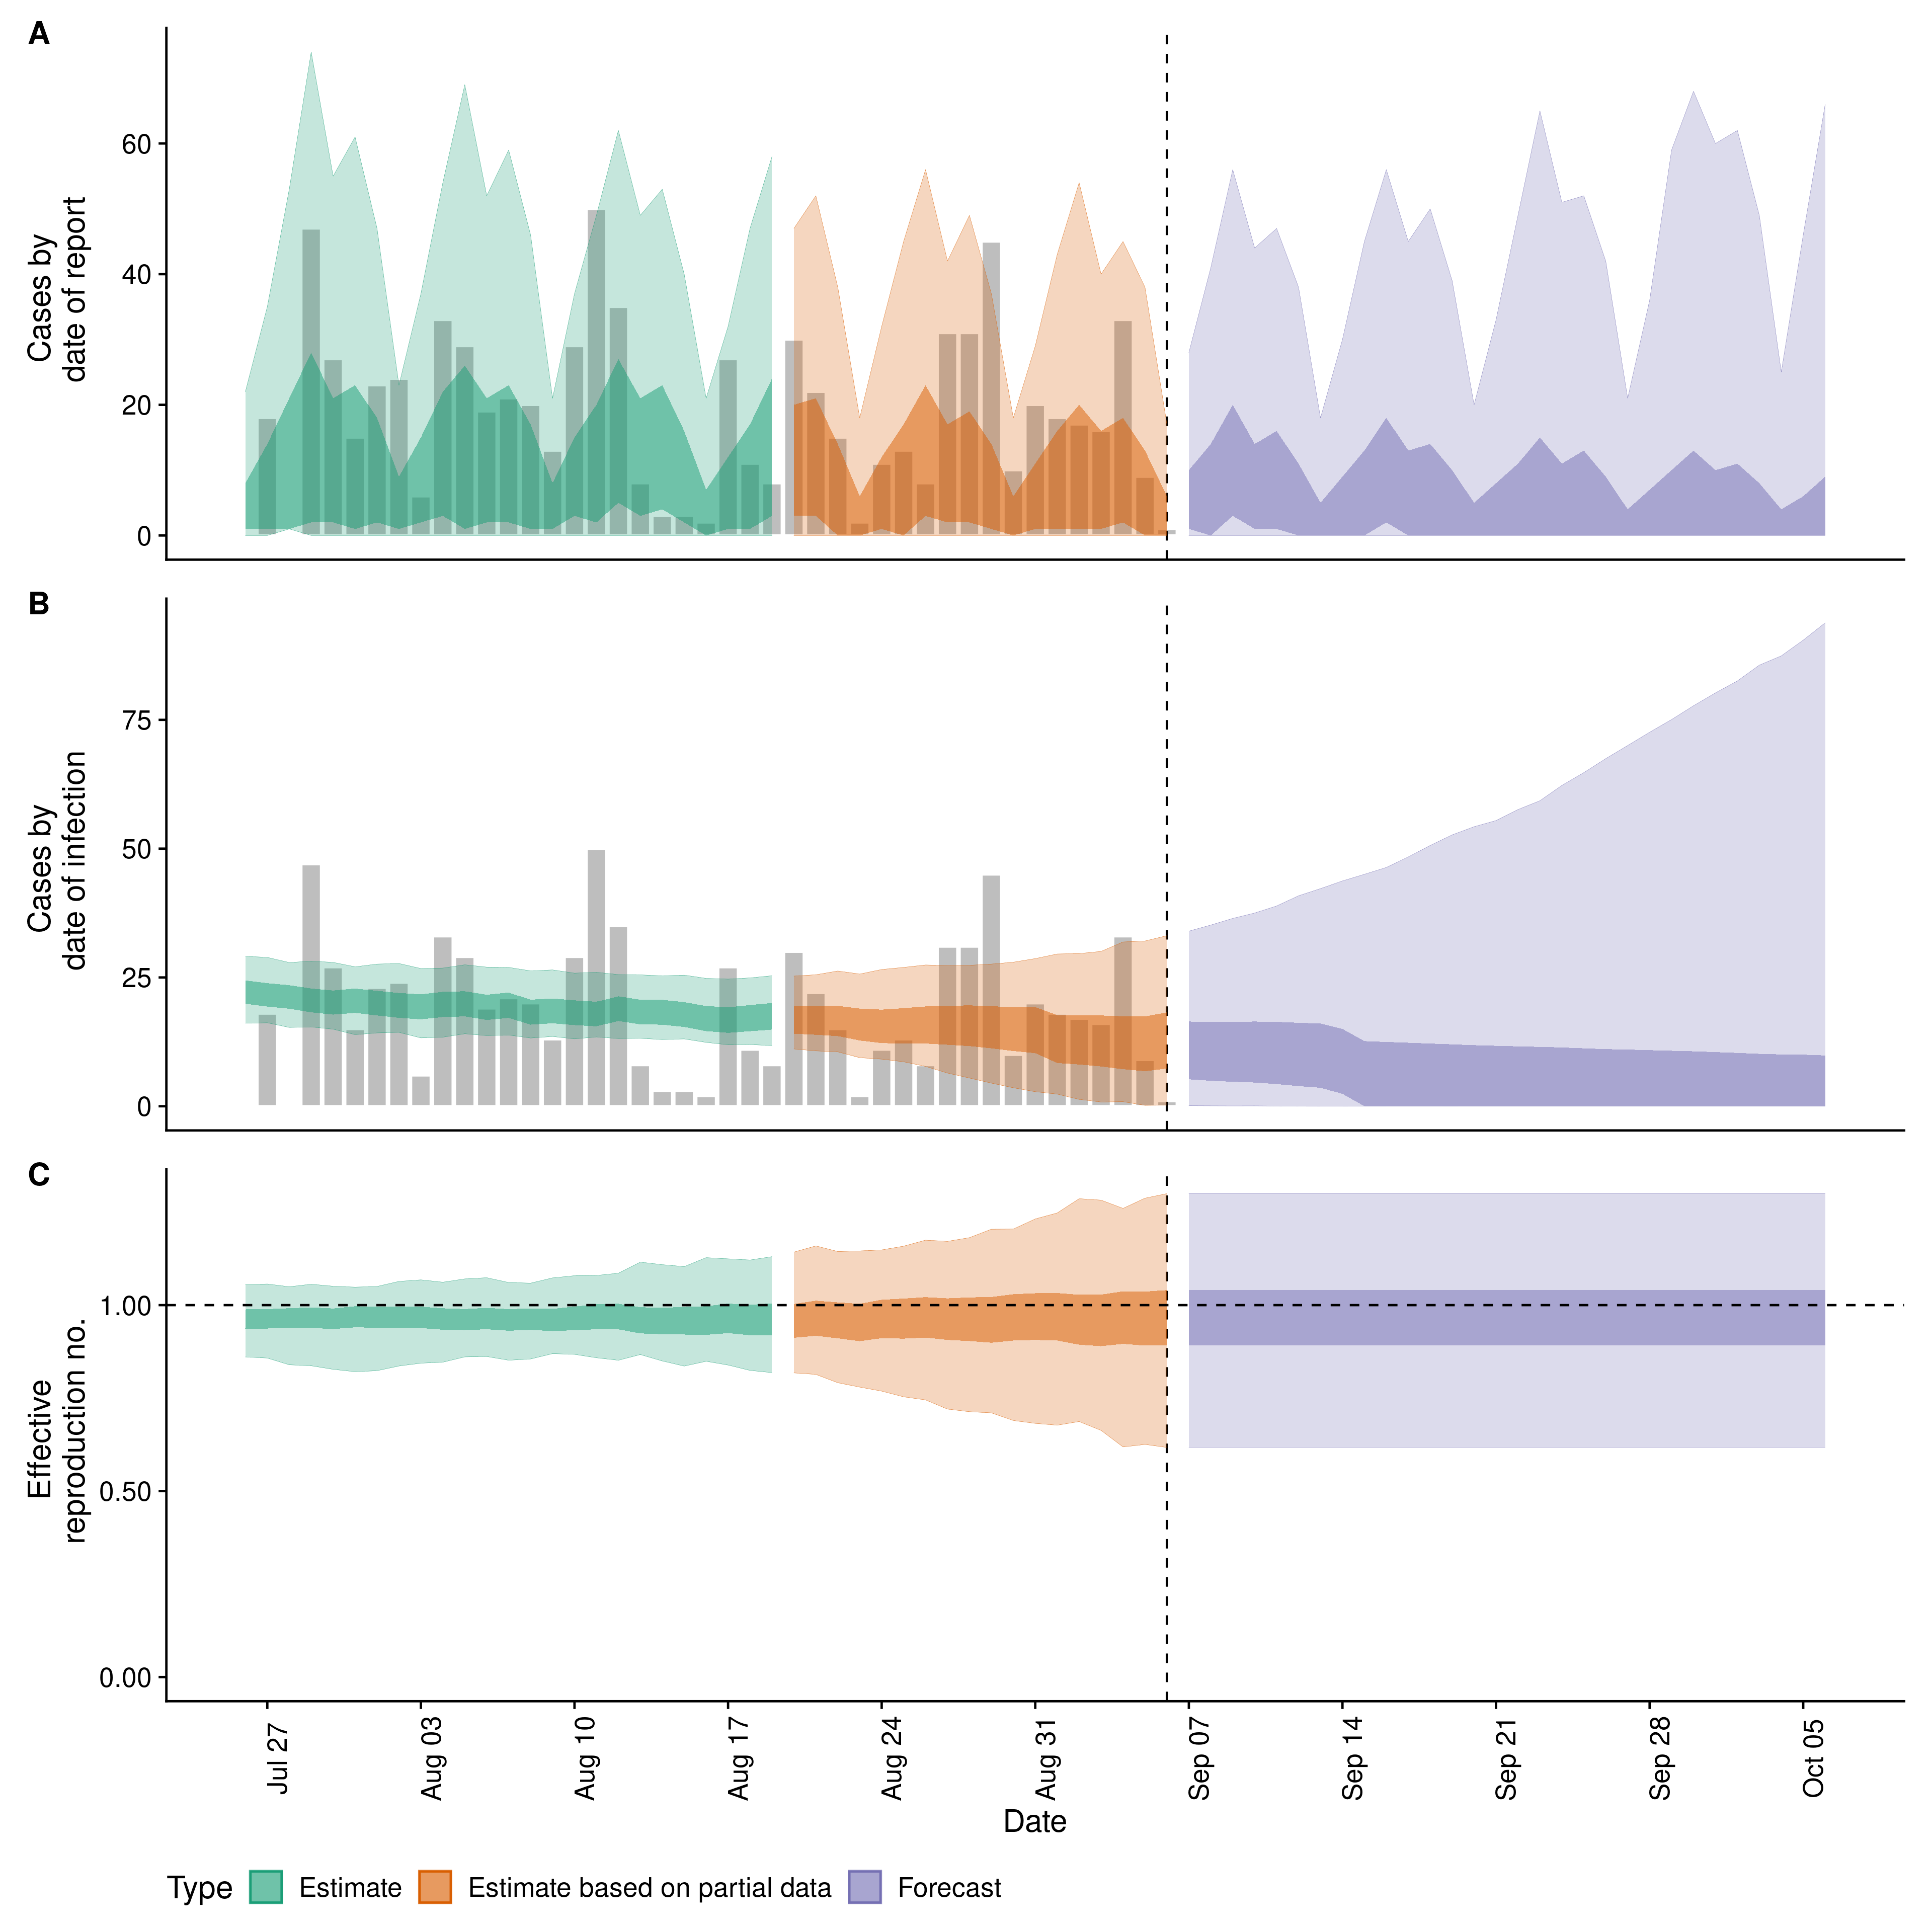 A
Cases by
date of report
60
40
20
0
B
Cases by
date of infection
75
50
25
0
C
Effective
reproduction no.
1.00
0.50
0.00
Jul 27
Aug 03
Aug 10
Aug 17
Aug 24
Aug 31
Sep 07
Sep 14
Sep 21
Sep 28
Oct 05
Date
Type Estimate Estimate based on partial data Forecast